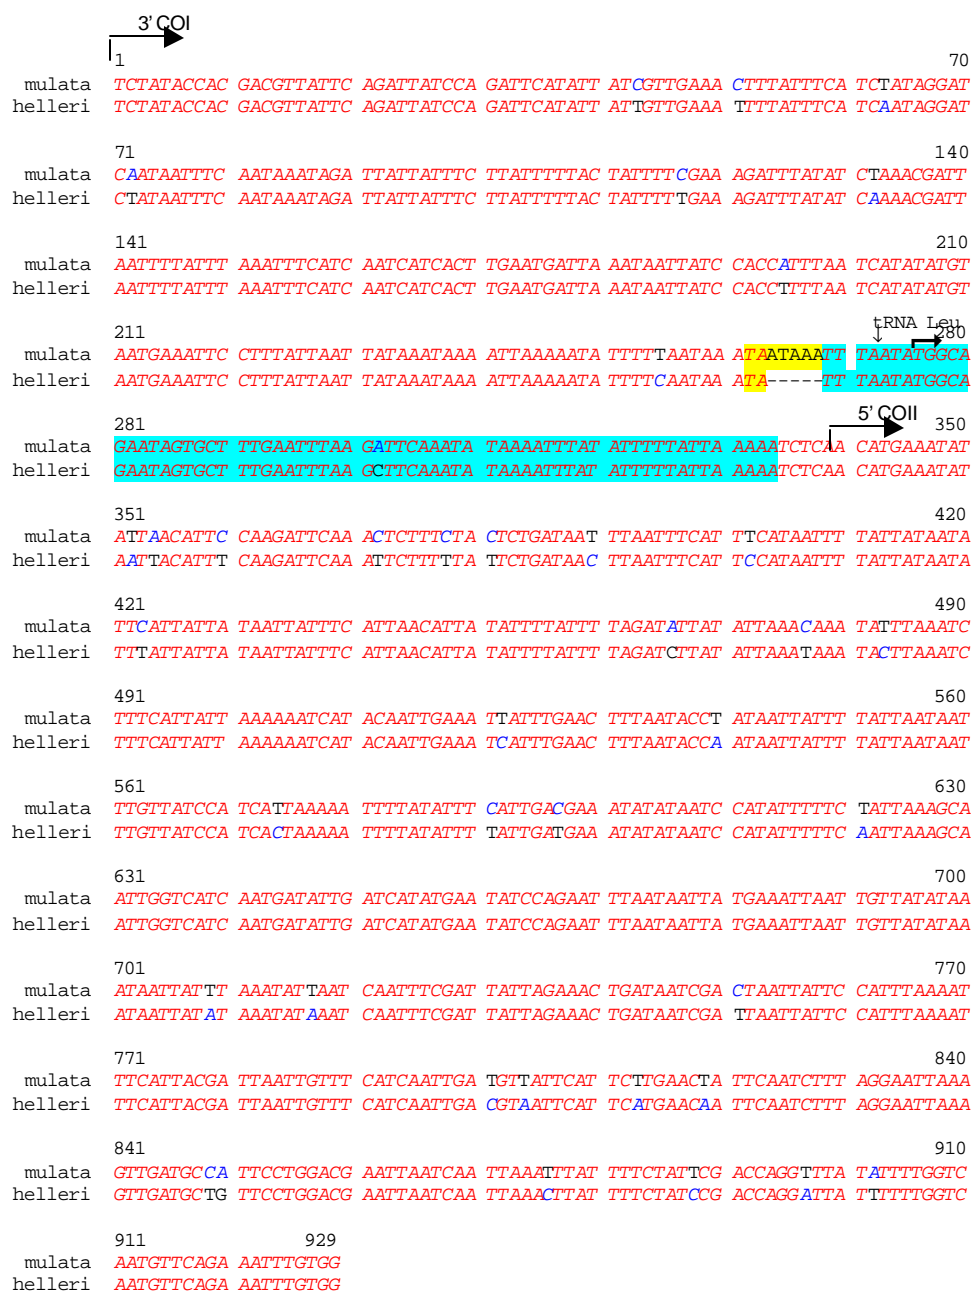 3' COI
1 70
mulata TCTATACCAC GACGTTATTC AGATTATCCA GATTCATATT ATCGTTGAAA CTTTATTTCA TCTATAGGAT
helleri TCTATACCAC GACGTTATTC AGATTATCCA GATTCATATT ATTGTTGAAA TTTTATTTCA TCAATAGGAT
71 140
mulata CAATAATTTC AATAAATAGA TTATTATTTC TTATTTTTAC TATTTTCGAA AGATTTATAT CTAAACGATT
helleri CTATAATTTC AATAAATAGA TTATTATTTC TTATTTTTAC TATTTTTGAA AGATTTATAT CAAAACGATT
141 210
mulata AATTTTATTT AAATTTCATC AATCATCACT TGAATGATTA AATAATTATC CACCATTTAA TCATATATGT
helleri AATTTTATTT AAATTTCATC AATCATCACT TGAATGATTA AATAATTATC CACCTTTTAA TCATATATGT
tRNA Leu
211 280
mulata AATGAAATTC CTTTATTAAT TATAAATAAA ATTAAAAATA TTTTTAATAA ATAATAAATT TAATATGGCA
helleri AATGAAATTC CTTTATTAAT TATAAATAAA ATTAAAAATA TTTTCAATAA ATA-----TT TAATATGGCA
5' COII
281 350
mulata GAATAGTGCT TTGAATTTAA GATTCAAATA TAAAATTTAT ATTTTTATTA AAAATCTCAA CATGAAATAT
helleri GAATAGTGCT TTGAATTTAA GCTTCAAATA TAAAATTTAT ATTTTTATTA AAAATCTCAA CATGAAATAT
351 420
mulata ATTAACATTC CAAGATTCAA ACTCTTTCTA CTCTGATAAT TTAATTTCAT TTCATAATTT TATTATAATA
helleri AATTACATTT CAAGATTCAA ATTCTTTTTA TTCTGATAAC TTAATTTCAT TCCATAATTT TATTATAATA
421 490
mulata TTCATTATTA TAATTATTTC ATTAACATTA TATTTTATTT TAGATATTAT ATTAAACAAA TATTTAAATC
helleri TTTATTATTA TAATTATTTC ATTAACATTA TATTTTATTT TAGATCTTAT ATTAAATAAA TACTTAAATC
491 560
mulata TTTCATTATT AAAAAATCAT ACAATTGAAA TTATTTGAAC TTTAATACCT ATAATTATTT TATTAATAAT
helleri TTTCATTATT AAAAAATCAT ACAATTGAAA TCATTTGAAC TTTAATACCA ATAATTATTT TATTAATAAT
561 630
mulata TTGTTATCCA TCATTAAAAA TTTTATATTT CATTGACGAA ATATATAATC CATATTTTTC TATTAAAGCA
helleri TTGTTATCCA TCACTAAAAA TTTTATATTT TATTGATGAA ATATATAATC CATATTTTTC AATTAAAGCA
631 700
mulata ATTGGTCATC AATGATATTG ATCATATGAA TATCCAGAAT TTAATAATTA TGAAATTAAT TGTTATATAA
helleri ATTGGTCATC AATGATATTG ATCATATGAA TATCCAGAAT TTAATAATTA TGAAATTAAT TGTTATATAA
701 770
mulata ATAATTATTT AAATATTAAT CAATTTCGAT TATTAGAAAC TGATAATCGA CTAATTATTC CATTTAAAAT
helleri ATAATTATAT AAATATAAAT CAATTTCGAT TATTAGAAAC TGATAATCGA TTAATTATTC CATTTAAAAT
771 840
mulata TTCATTACGA TTAATTGTTT CATCAATTGA TGTTATTCAT TCTTGAACTA TTCAATCTTT AGGAATTAAA
helleri TTCATTACGA TTAATTGTTT CATCAATTGA CGTAATTCAT TCATGAACAA TTCAATCTTT AGGAATTAAA
841 910
mulata GTTGATGCCA TTCCTGGACG AATTAATCAA TTAAATTTAT TTTCTATTCG ACCAGGTTTA TATTTTGGTC
helleri GTTGATGCTG TTCCTGGACG AATTAATCAA TTAAACTTAT TTTCTATCCG ACCAGGATTA TTTTTTGGTC
911 929
mulata AATGTTCAGA AATTTGTGG
helleri AATGTTCAGA AATTTGTGG